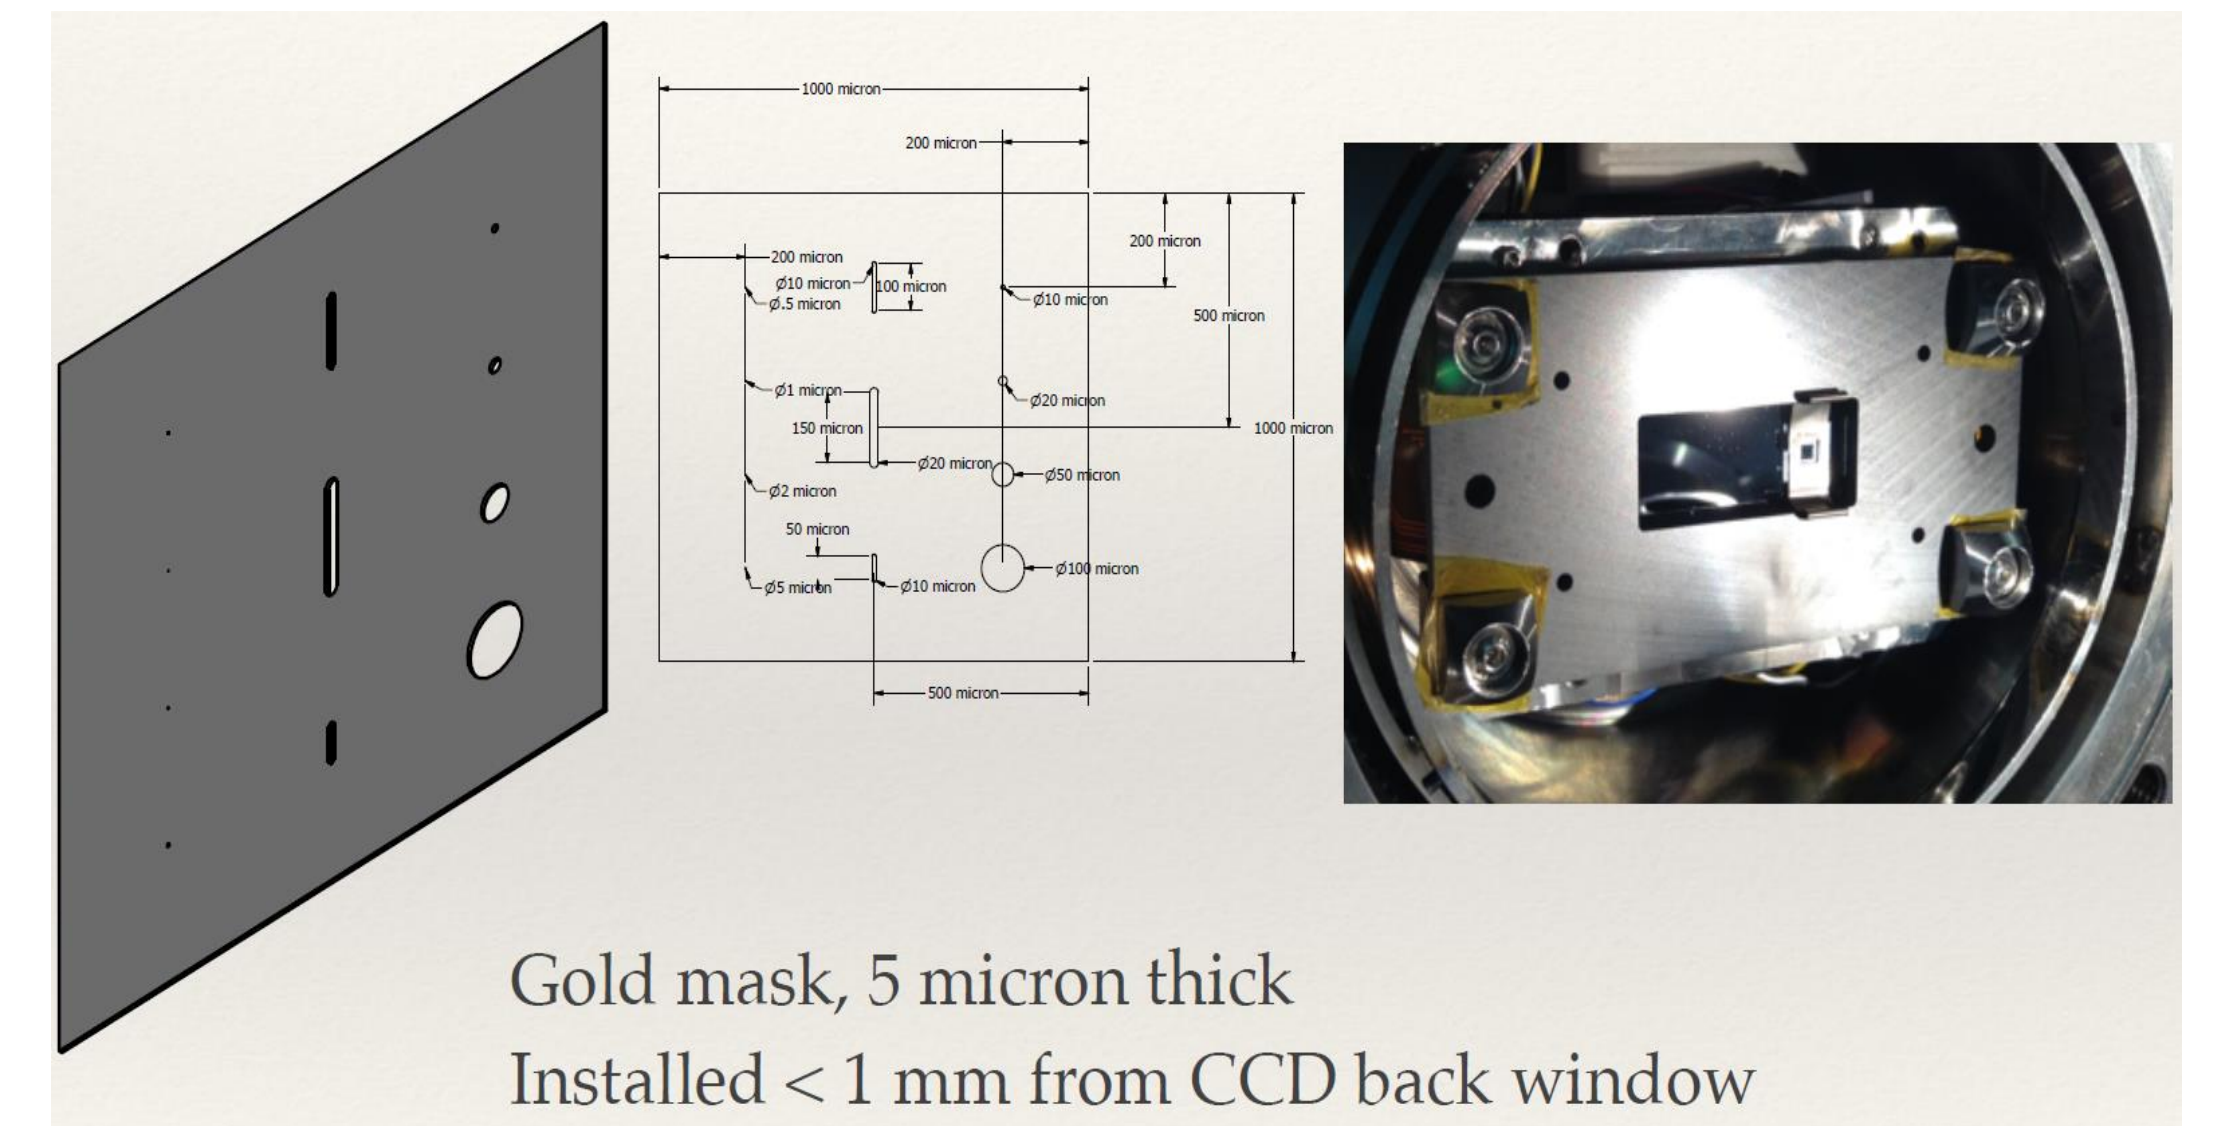 1000 micron
200 micron
200 micron
200 micron
Ø10 micron
100 micron
Ø.5 micron
Ø10 micron
500 micron
Ø1 micron
Ø20 micron
150 micron
1000 micron
Ø20 micron
Ø50 micron
Ø2 micron
50 micron
Ø100 micron
Ø5 micron
Ø10 micron
500 micron
Gold mask, 5 micron thick
Installed < 1 mm from CCD back window